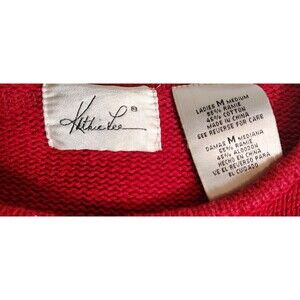 Kathie Lee®
LADIES M MEDIUM
55% RAMIE
45% COTTON
MADE IN CHINA
SEE REVERSE FOR CARE
DAMAS M MEDIANA
55% RAMIE
45% ALGODON
HECHO EN CHINA
VE EL REVERSO PARA
EL CUIDADO